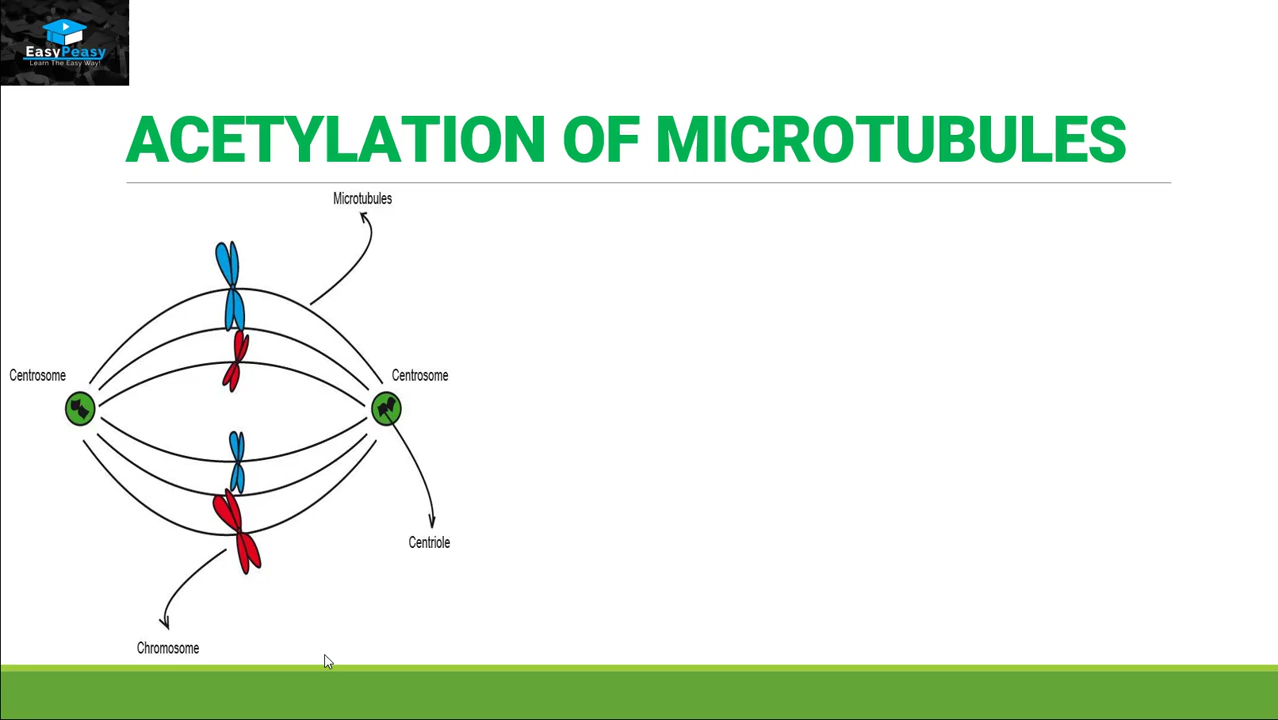 EasyPeasy
Learn The Easy Way!
ACETYLATION OF MICROTUBULES
Microtubules
Centrosome
Centrosome
Centriole
Chromosome